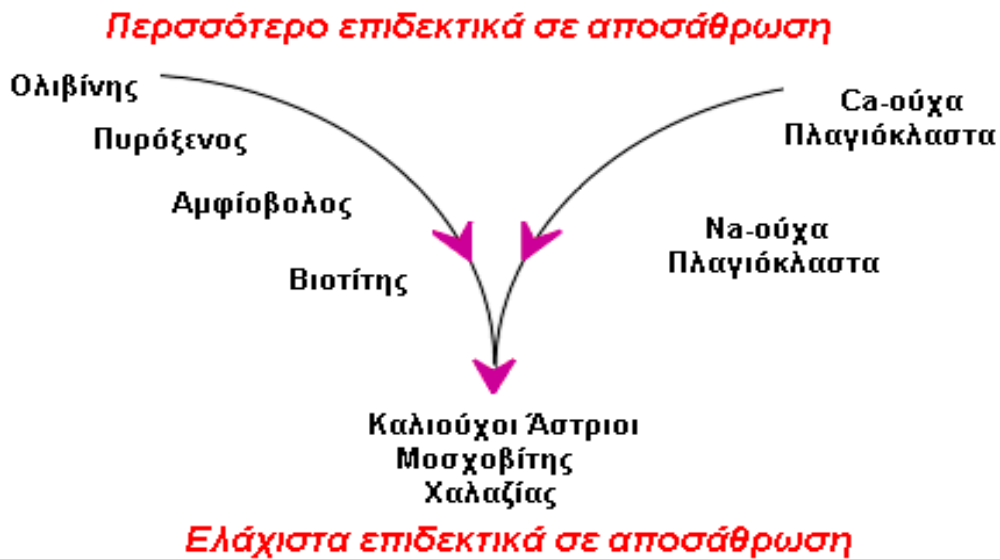 Περσσότερο επιδεκτικά σε αποσάθρωση
Ολιβίνης
Πυρόξενος
Αμφίοβολος
Βιοτίτης
Ca-ούχα
Πλαγιόκλαστα
Na-ούχα
Πλαγιόκλαστα
Καλιούχοι Άστριοι
Μοσχοβίτης
Χαλαζίας
Ελάχιστα επιδεκτικά σε αποσάθρωση